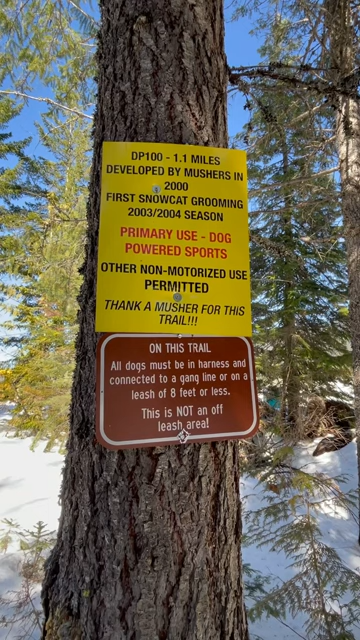 DP100 - 1.1 MILES
DEVELOPED BY MUSHERS IN
2000
FIRST SNOWCAT GROOMING
2003/2004 SEASON
PRIMARY USE - DOG
POWERED SPORTS
OTHER NON-MOTORIZED USE
PERMITTED
THANK A MUSHER FOR THIS
TRAIL!!!
ON THIS TRAIL
All dogs must be in harness and
connected to a gang line or on a
leash of 8 feet or less.
This is NOT an off
leash area!